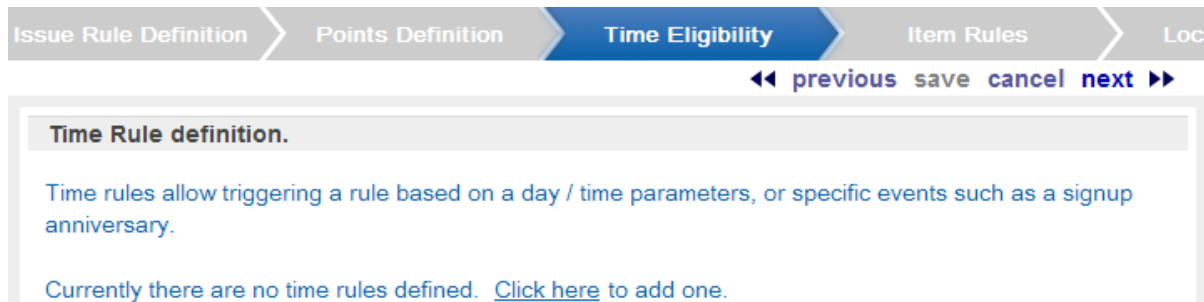 Issue Rule Definition Points Definition Time Eligibility Item Rules Loc
previous save cancel next
Time Rule definition.
Time rules allow triggering a rule based on a day / time parameters, or specific events such as a signup
anniversary.
Currently there are no time rules defined. Click here to add one.